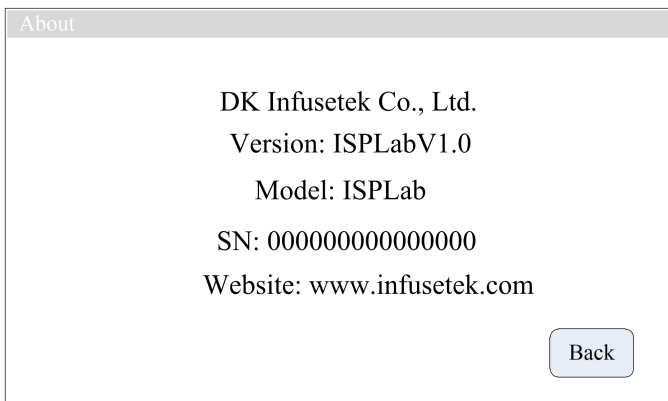 About
DK Infusetek Co., Ltd.
Version: ISPLabV1.0
Model: ISPLab
SN: 000000000000000
Website: www.infusetek.com
Back